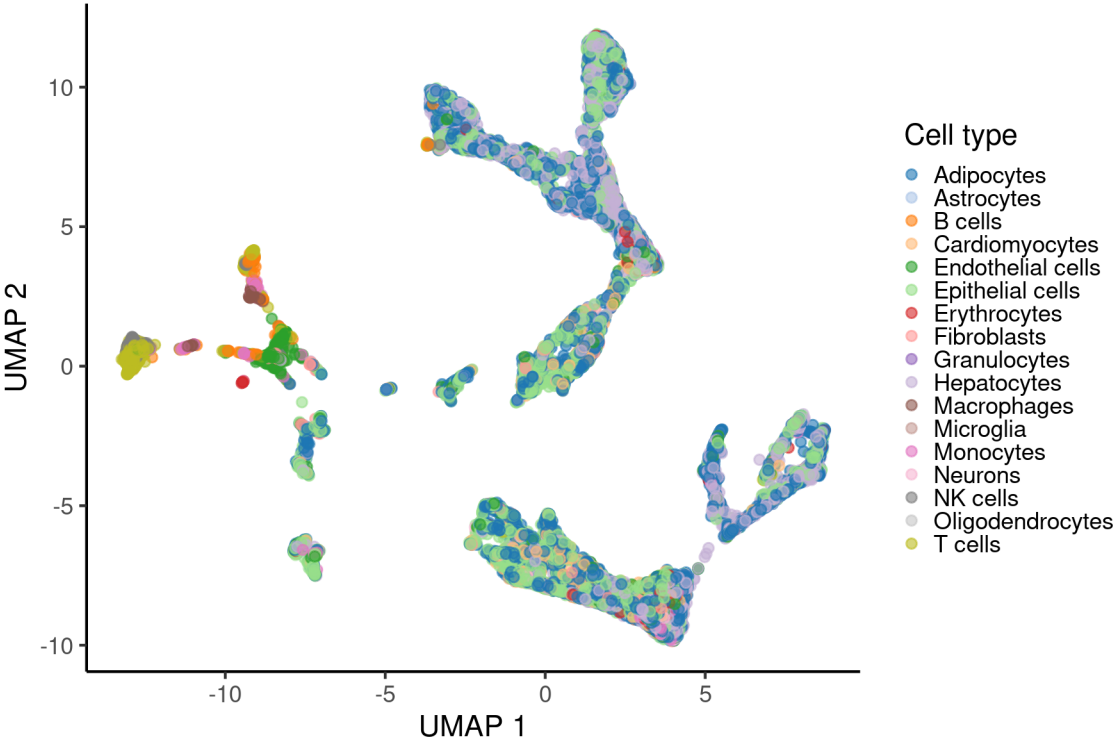 10
5
0
-5
-10
UMAP 2
-10
-5
0
5
UMAP 1
Cell type
Adipocytes
Astrocytes
B cells
Cardiomyocytes
Endothelial cells
Epithelial cells
Erythrocytes
Fibroblasts
Granulocytes
Hepatocytes
Macrophages
Microglia
Monocytes
Neurons
NK cells
Oligodendrocytes
T cells